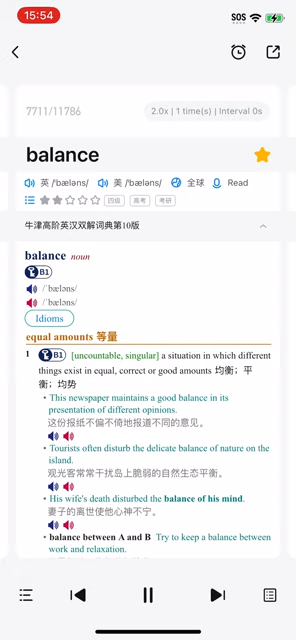 15:54
SOS
7711/11786
2.0x | 1 time(s) | Interval 0s
balance
英 /'bæləns/ 美 /'bæləns/ 全球 Read
四级 高考 考研
牛津高阶英汉双解词典第10版
balance noun
B1
/ˈbæləns/
/ˈbæləns/
Idioms
equal amounts 等量
1 B1 [uncountable, singular] a situation in which different
things exist in equal, correct or good amounts 均衡；平
衡；均势
• This newspaper maintains a good balance in its
presentation of different opinions.
这份报纸不偏不倚地报道不同的意见。
• Tourists often disturb the delicate balance of nature on the
island.
观光客常常干扰岛上脆弱的自然生态平衡。
• His wife's death disturbed the balance of his mind.
妻子的离世使他心神不宁。
• balance between A and B Try to keep a balance between
work and relaxation.